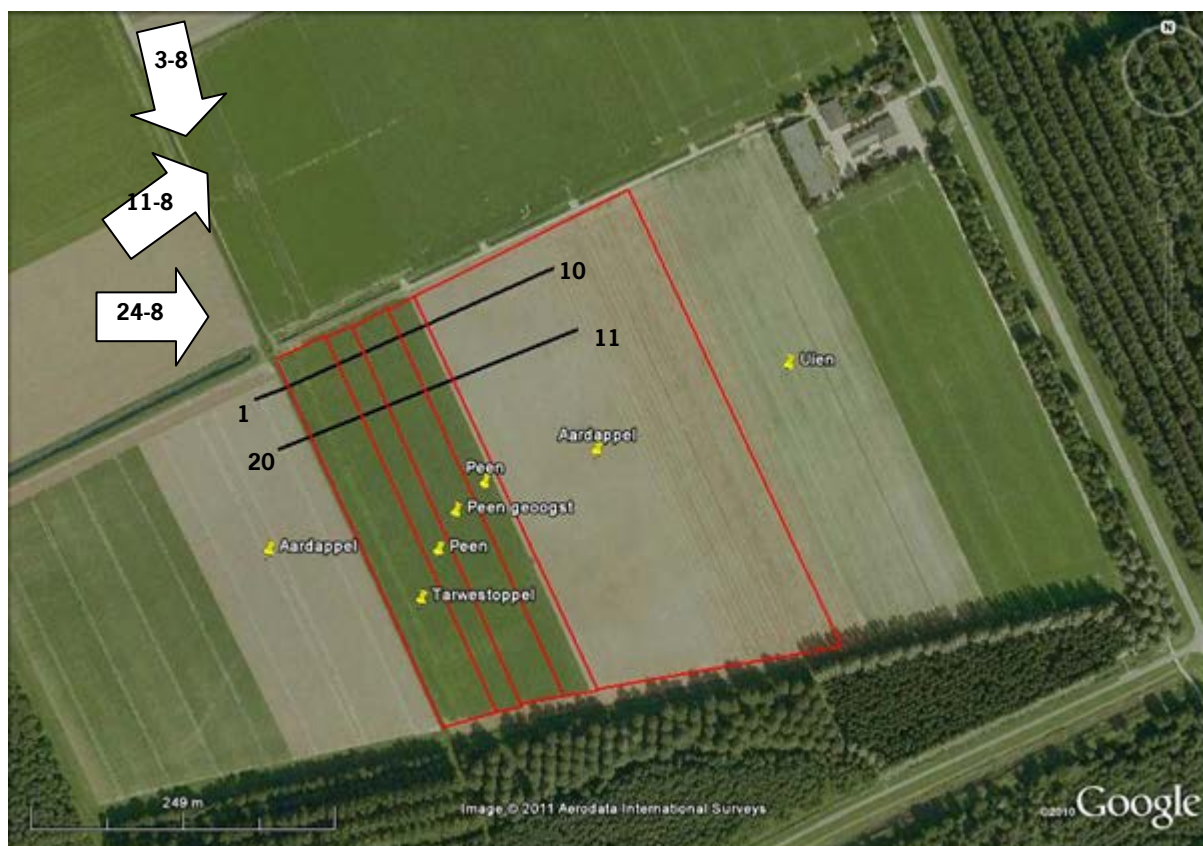 3-8
N
11-8
24-8
10
11
Uien
1
20
Aardappel
Peen
Peen geoogst
Aardappel
Peen
Tarwestoppel
249 m
Image © 2011 Aerodata International Surveys
©2010 Google